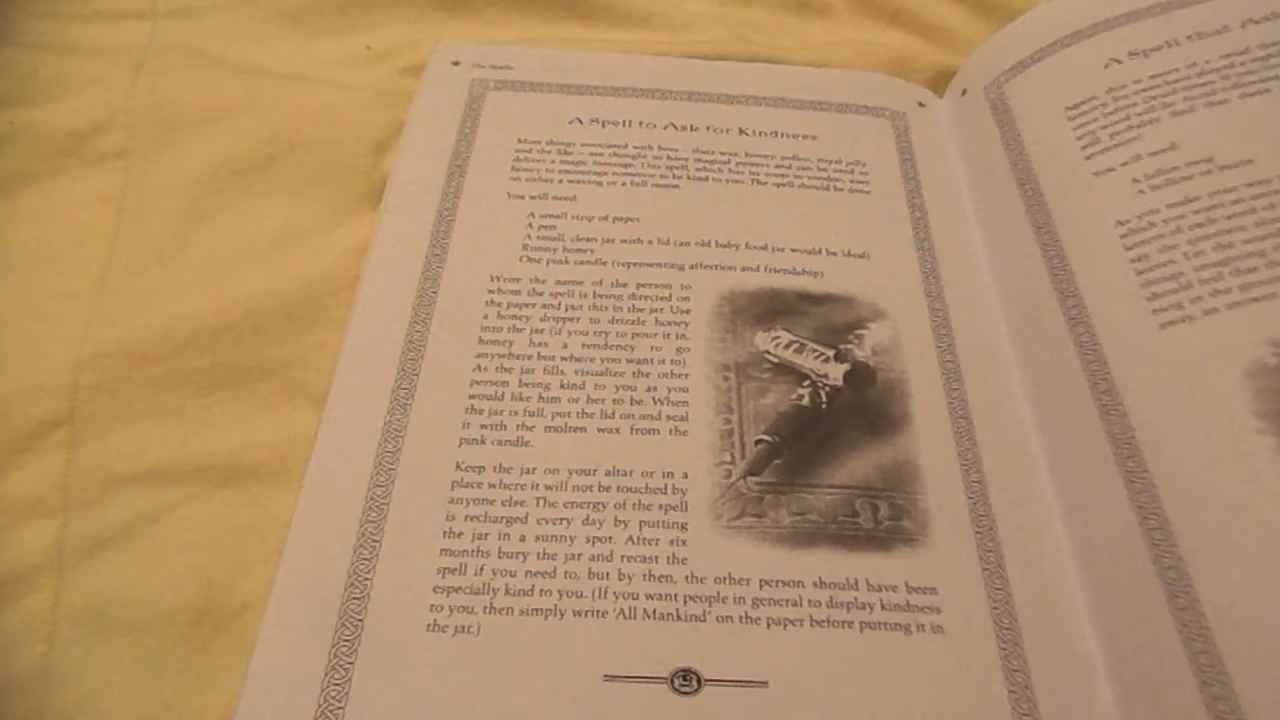 The Spells
A Spell to Ask for Kindness
Most things associated with bees – their wax, honey, pollen, royal jelly
and the like – are thought to have magical powers and can be used to
deliver a magic message. This spell, which has its roots in voodoo, uses
honey to encourage someone to be kind to you. The spell should be done
on either a waxing or a full moon.
You will need:
A small strip of paper
A pen
A small, clean jar with a lid (an old baby food jar would be ideal)
Runny honey
One pink candle (representing affection and friendship)
Write the name of the person to
whom the spell is being directed on
the paper and put this in the jar. Use
a honey dripper to drizzle honey
into the jar (if you try to pour it in,
honey has a tendency to go
anywhere but where you want it to).
As the jar fills, visualize the other
person being kind to you as you
would like him or her to be. When
the jar is full, put the lid on and seal
it with the molten wax from the
pink candle.
Keep the jar on your altar or in a
place where it will not be touched by
anyone else. The energy of the spell
is recharged every day by putting
the jar in a sunny spot. After six
months bury the jar and recast the
spell if you need to, but by then, the other person should have been
especially kind to you. (If you want people in general to display kindness
to you, then simply write 'All Mankind' on the paper before putting it in
the jar.)
A Spell that
You will need:
As you make your way